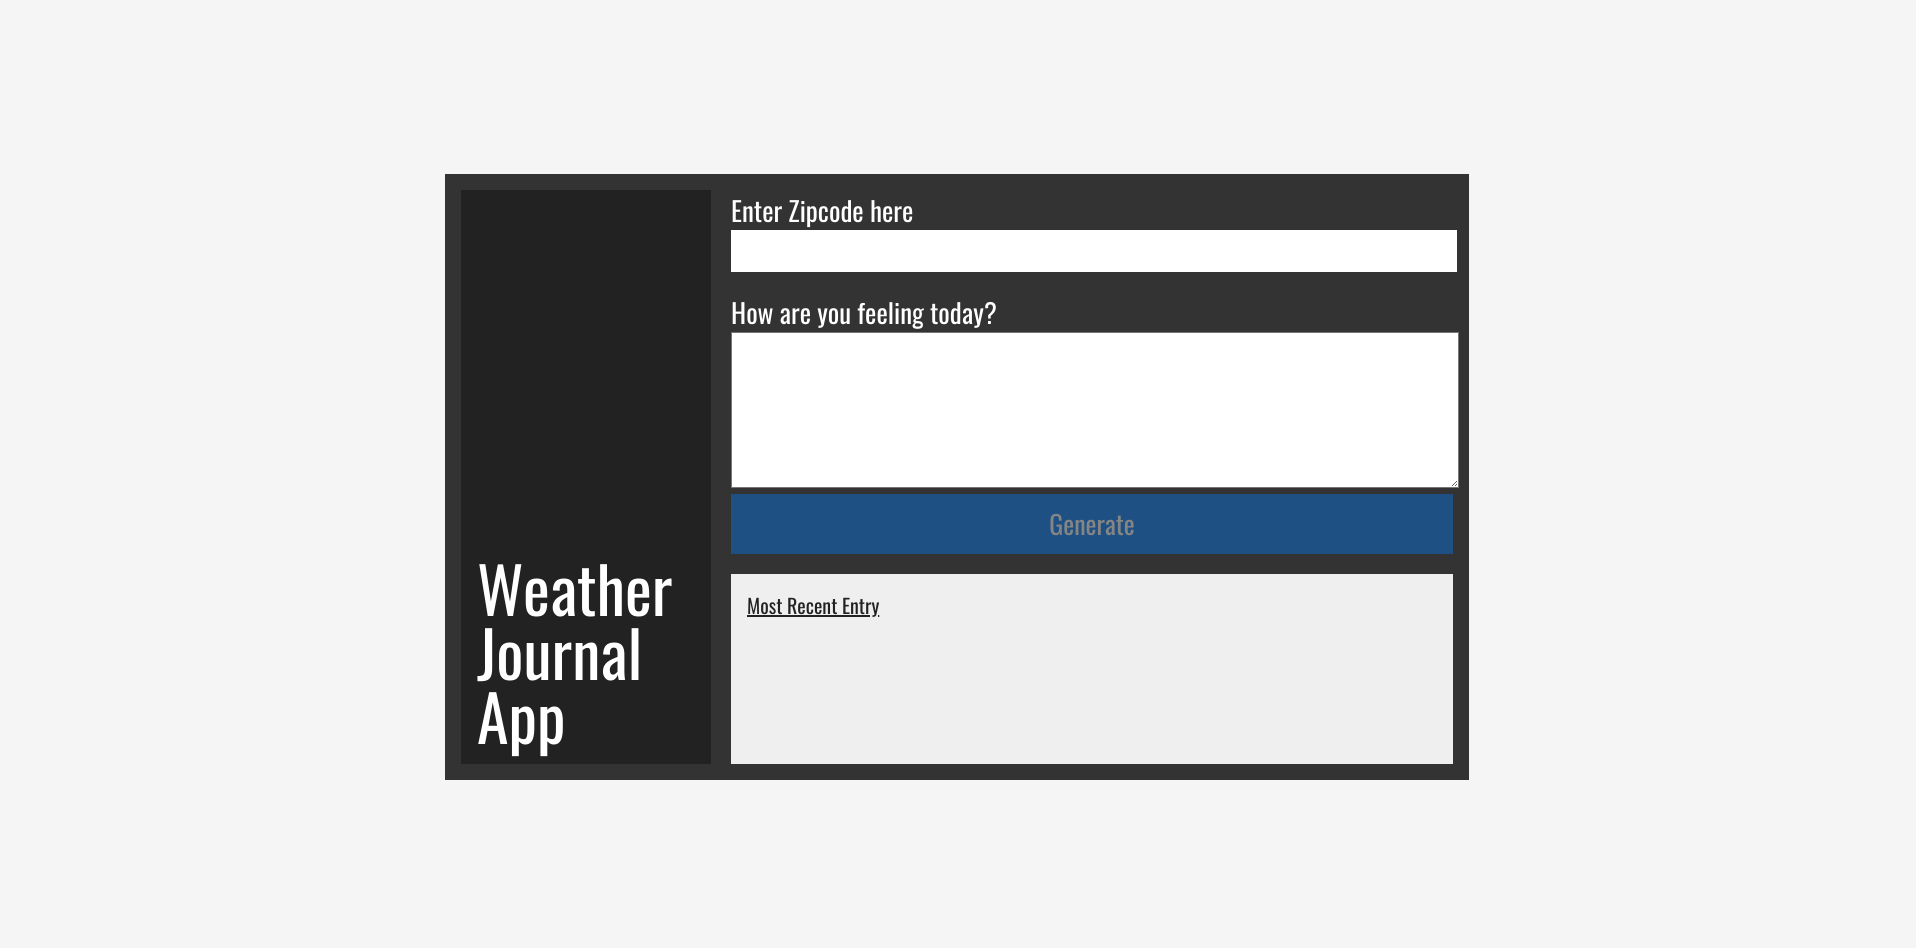 Enter Zipcode here
How are you feeling today?
Generate
Most Recent Entry
Weather
Journal
App